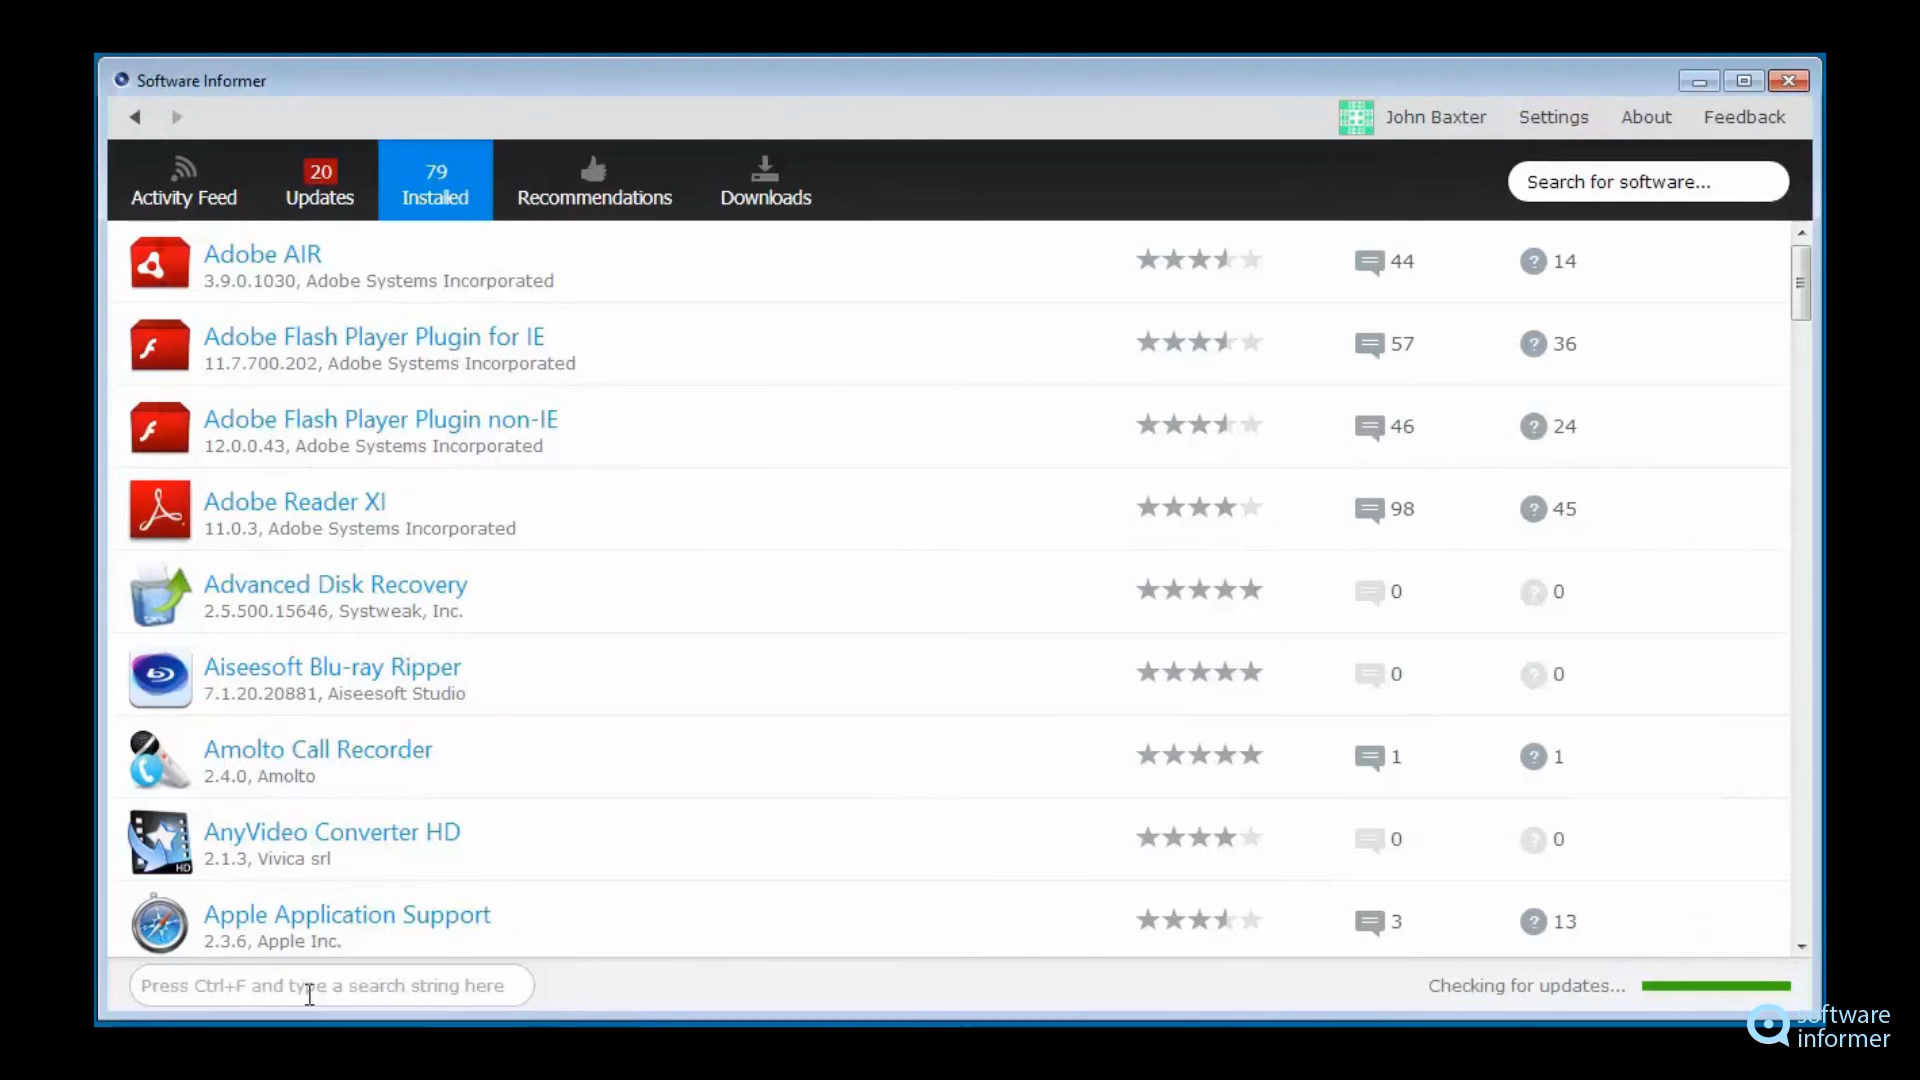 Software Informer
John Baxter Settings About Feedback
20 79
Activity Feed Updates Installed Recommendations Downloads Search for software...
Adobe AIR
3.9.0.1030, Adobe Systems Incorporated
44 ? 14
Adobe Flash Player Plugin for IE
11.7.700.202, Adobe Systems Incorporated
57 ? 36
Adobe Flash Player Plugin non-IE
12.0.0.43, Adobe Systems Incorporated
46 ? 24
Adobe Reader XI
11.0.3, Adobe Systems Incorporated
98 ? 45
Advanced Disk Recovery
2.5.500.15646, Systweak, Inc.
0 ? 0
Aiseesoft Blu-ray Ripper
7.1.20.20881, Aiseesoft Studio
0 ? 0
Amolto Call Recorder
2.4.0, Amolto
1 ? 1
AnyVideo Converter HD
2.1.3, Vivica srl
HD
0 ? 0
Apple Application Support
2.3.6, Apple Inc.
3 ? 13
Press Ctrl+F and type a search string here
Checking for updates...
software
informer